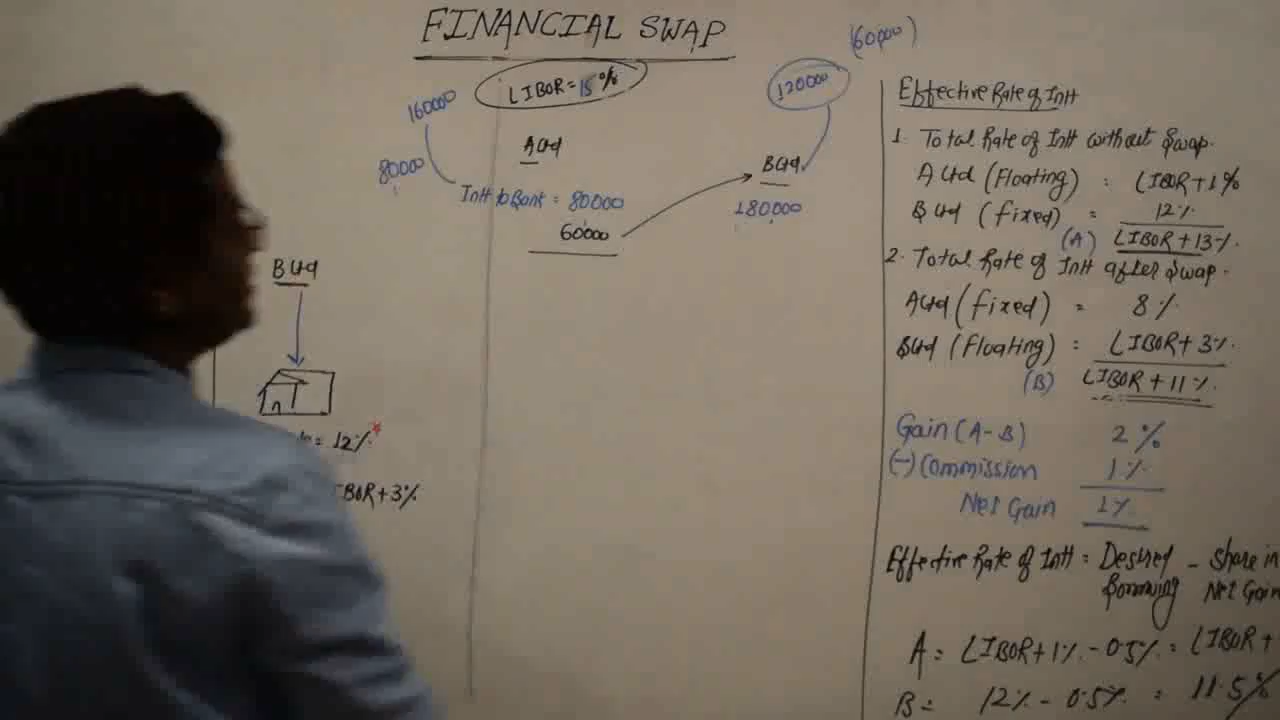 FINANCIAL SWAP
LIBOR = 15%
160000
80000
A Ltd
Intt to Bank = 80000
60000
(60000)
120000
B Ltd
180000
B Ltd
= 12% *
IBOR+3%
Effective Rate of Intt
1. Total Rate of Intt without Swap.
A Ltd (Floating) : LIBOR+1%
B Ltd (fixed) = 12%
(A) LIBOR+13%.
2. Total Rate of Intt after Swap.
A Ltd (fixed) = 8%
B Ltd (Floating) : LIBOR+3%.
(B) LIBOR+11%.
Gain (A-B) 2%
(-) Commission 1%
Net Gain 1%
Effective Rate of Intt = Desired - Share in
Borrowing Net Gain
A = LIBOR+1% - 0.5% = LIBOR+
B = 12% - 0.5% = 11.5%